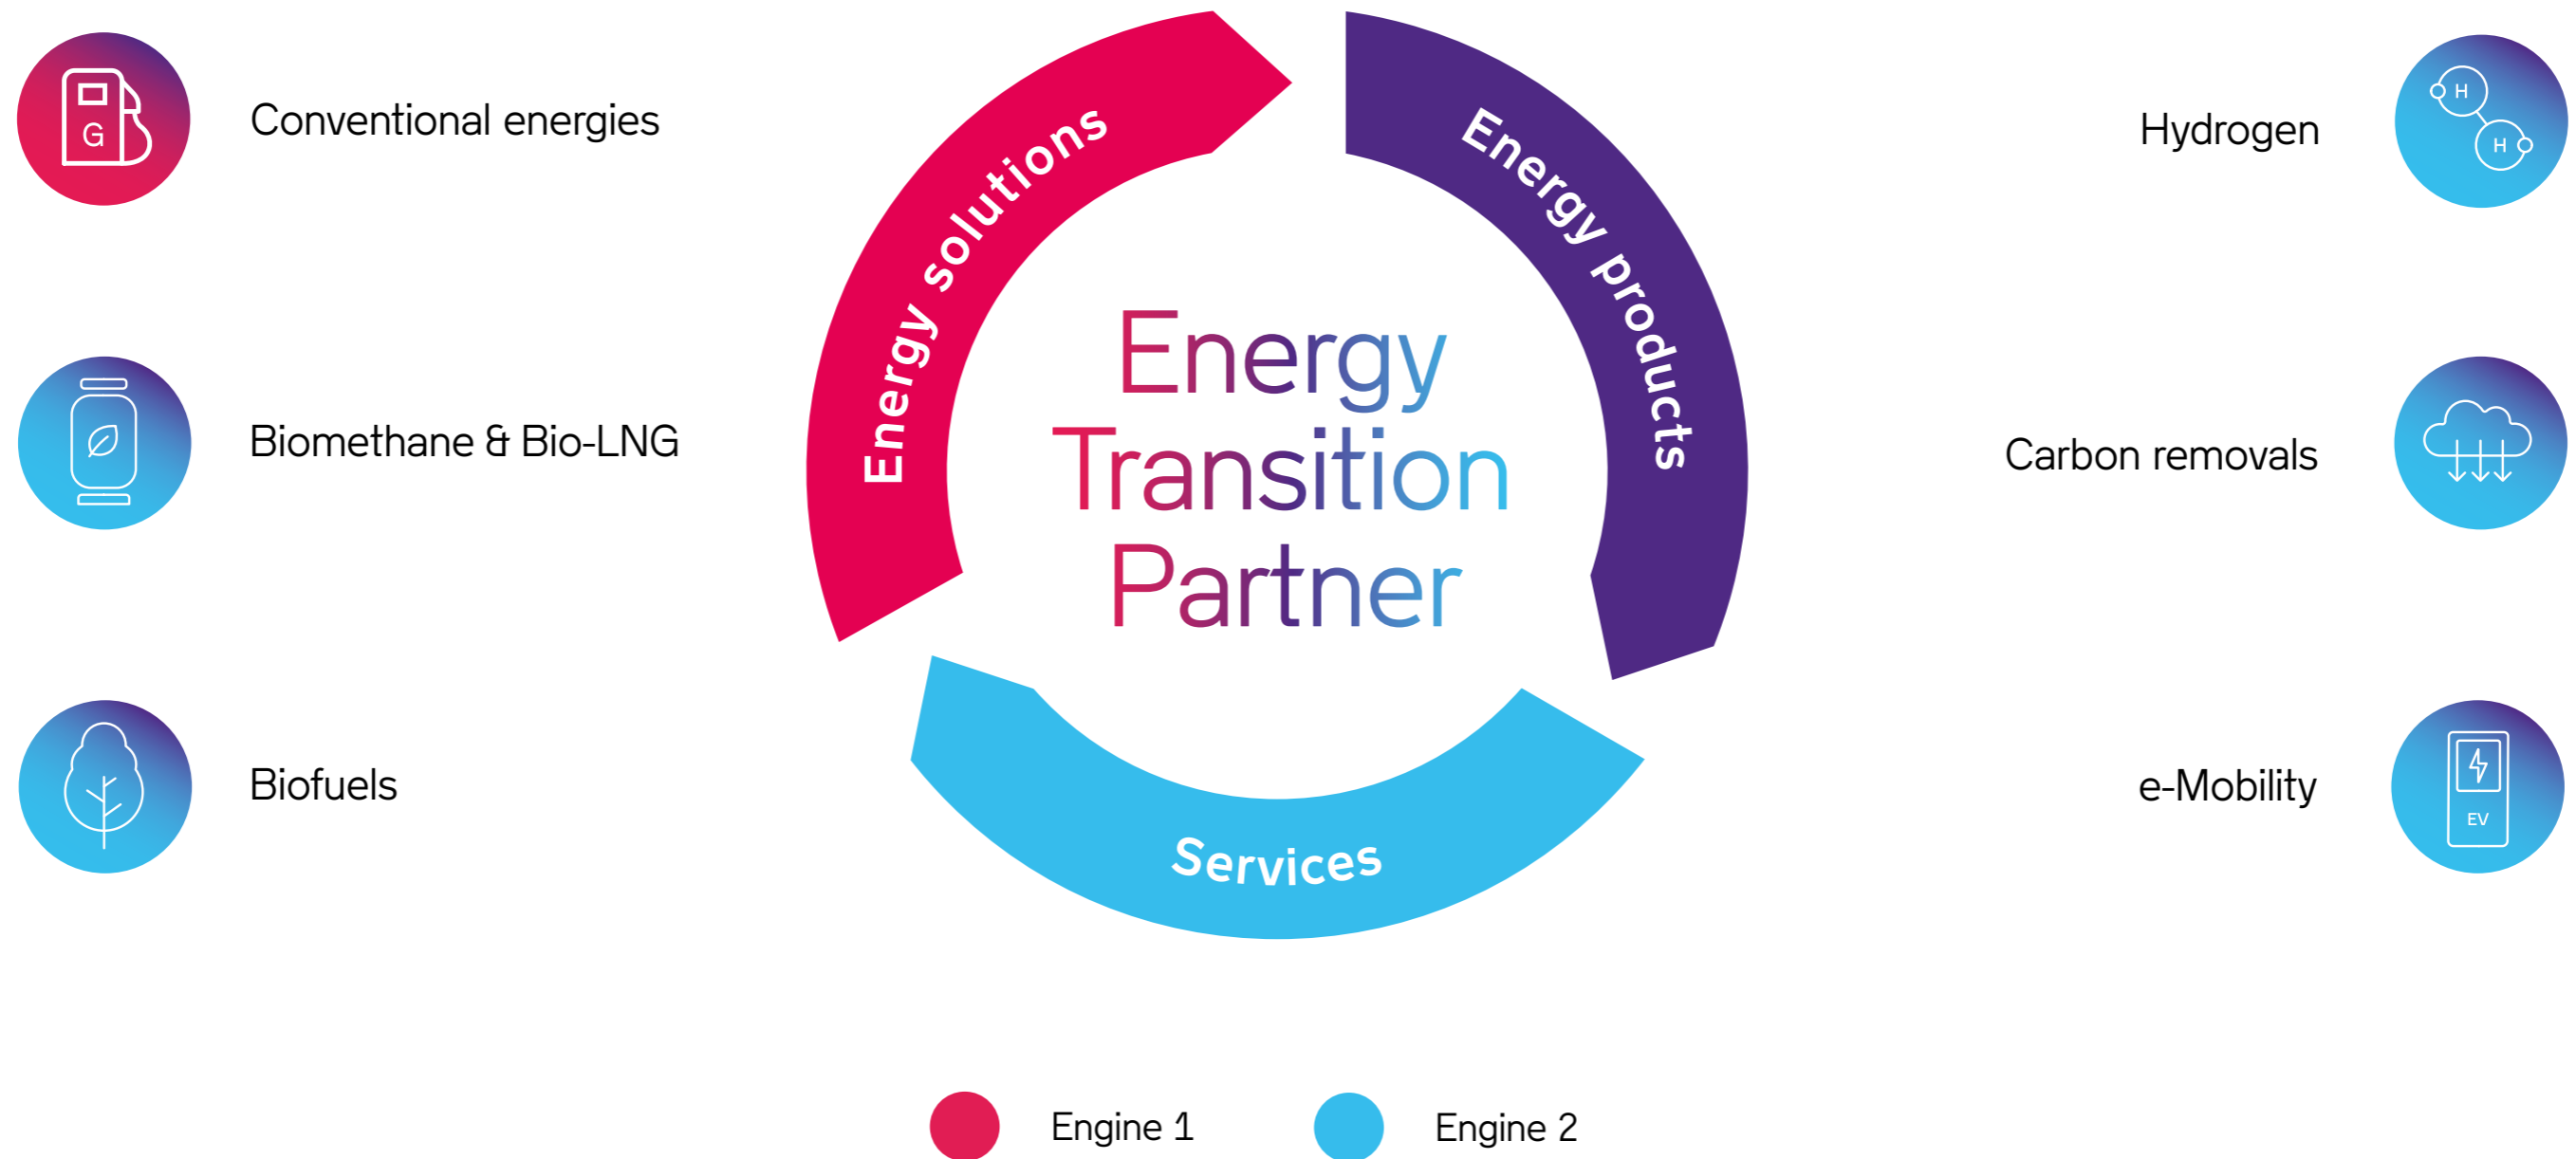 Conventional energies
G
Biomethane & Bio-LNG
Biofuels
Energy solutions
Energy products
Services
Energy
Transition
Partner
Hydrogen
H
H
Carbon removals
e-Mobility
EV
Engine 1
Engine 2